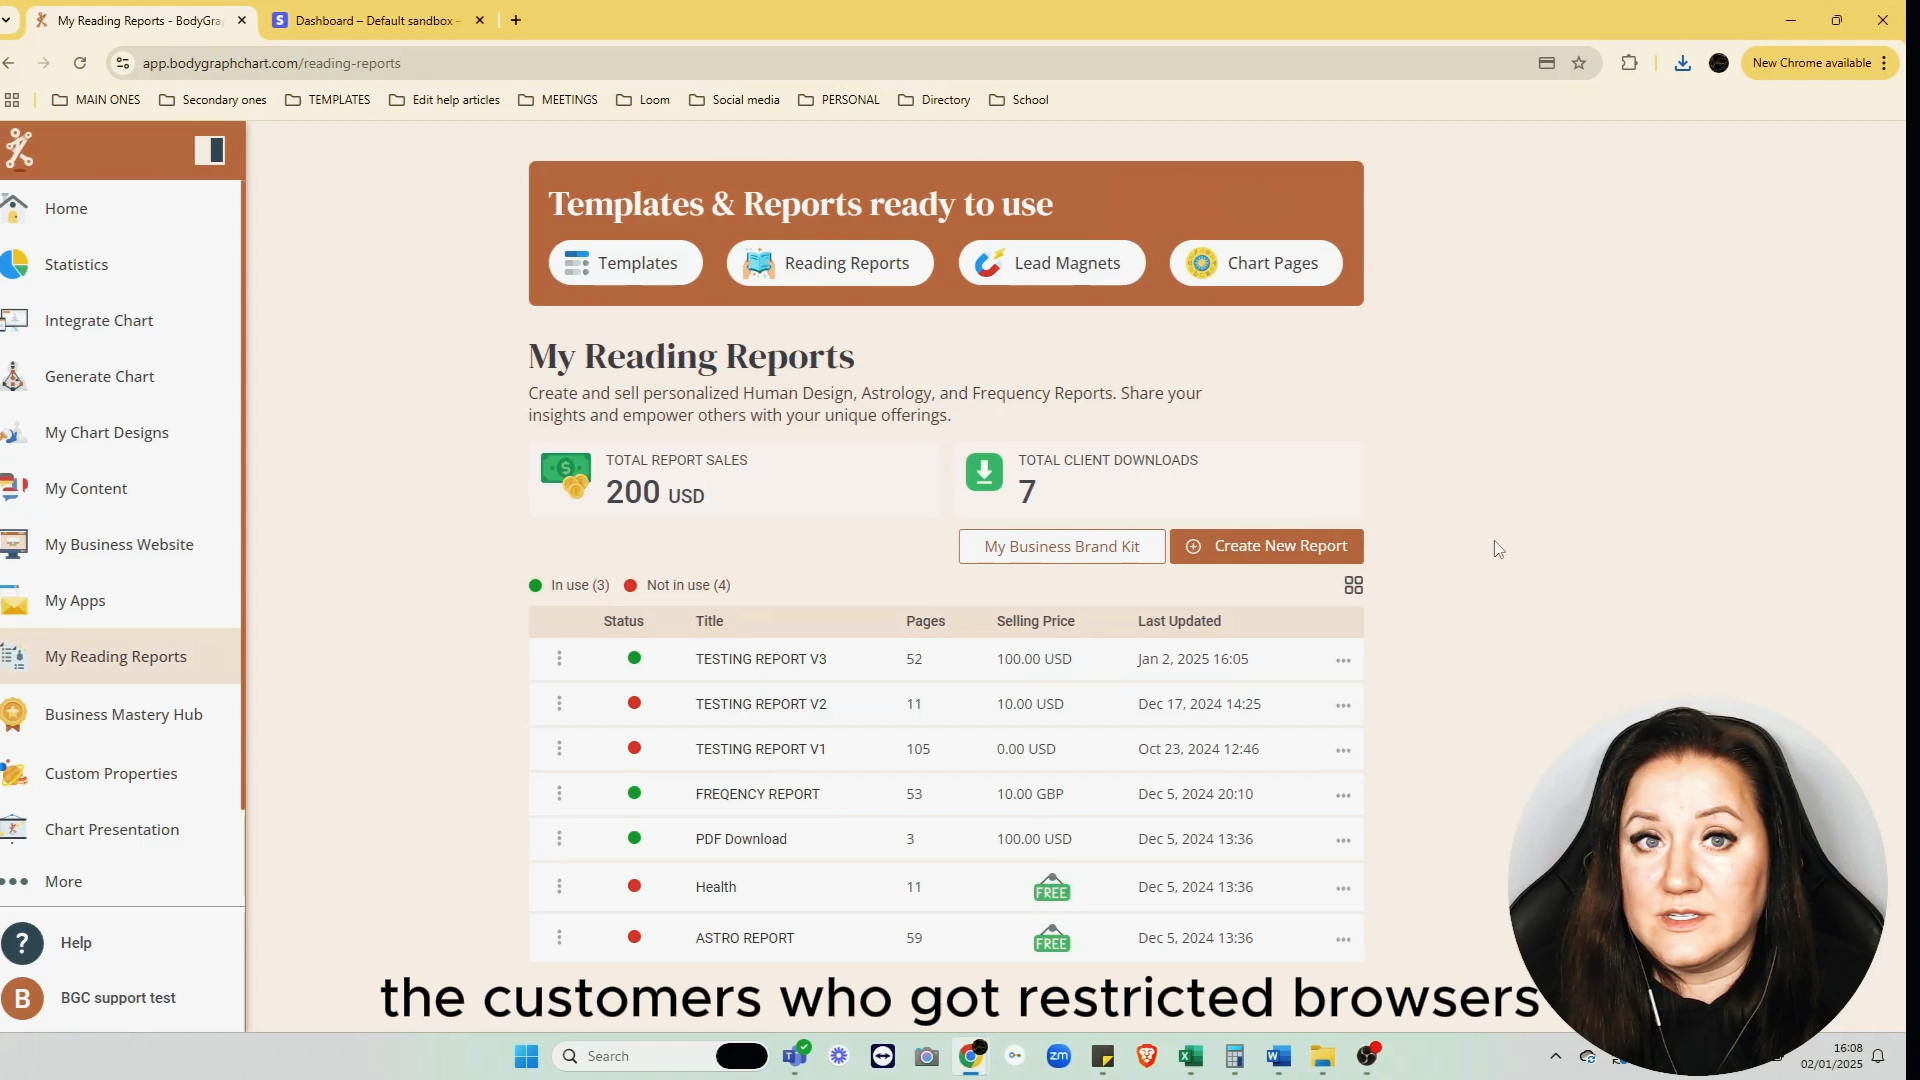 My Reading Reports - BodyGra
Dashboard – Default sandbox –
app.bodygraphchart.com/reading-reports
New Chrome available
MAIN ONES
Secondary ones
TEMPLATES
Edit help articles
MEETINGS
Loom
Social media
PERSONAL
Directory
School
Home
Statistics
Integrate Chart
Generate Chart
My Chart Designs
My Content
My Business Website
My Apps
My Reading Reports
Business Mastery Hub
Custom Properties
Chart Presentation
More
? Help
B BGC support test
Templates & Reports ready to use
Templates
Reading Reports
Lead Magnets
Chart Pages
My Reading Reports
Create and sell personalized Human Design, Astrology, and Frequency Reports. Share your
insights and empower others with your unique offerings.
TOTAL REPORT SALES
200 USD
TOTAL CLIENT DOWNLOADS
7
My Business Brand Kit
Create New Report
In use (3) Not in use (4)
Status Title Pages Selling Price Last Updated
TESTING REPORT V3 52 100.00 USD Jan 2, 2025 16:05
TESTING REPORT V2 11 10.00 USD Dec 17, 2024 14:25
TESTING REPORT V1 105 0.00 USD Oct 23, 2024 12:46
FREQENCY REPORT 53 10.00 GBP Dec 5, 2024 20:10
PDF Download 3 100.00 USD Dec 5, 2024 13:36
Health 11 FREE Dec 5, 2024 13:36
ASTRO REPORT 59 FREE Dec 5, 2024 13:36
the customers who got restricted browsers
Search
zm
16:08
02/01/2025